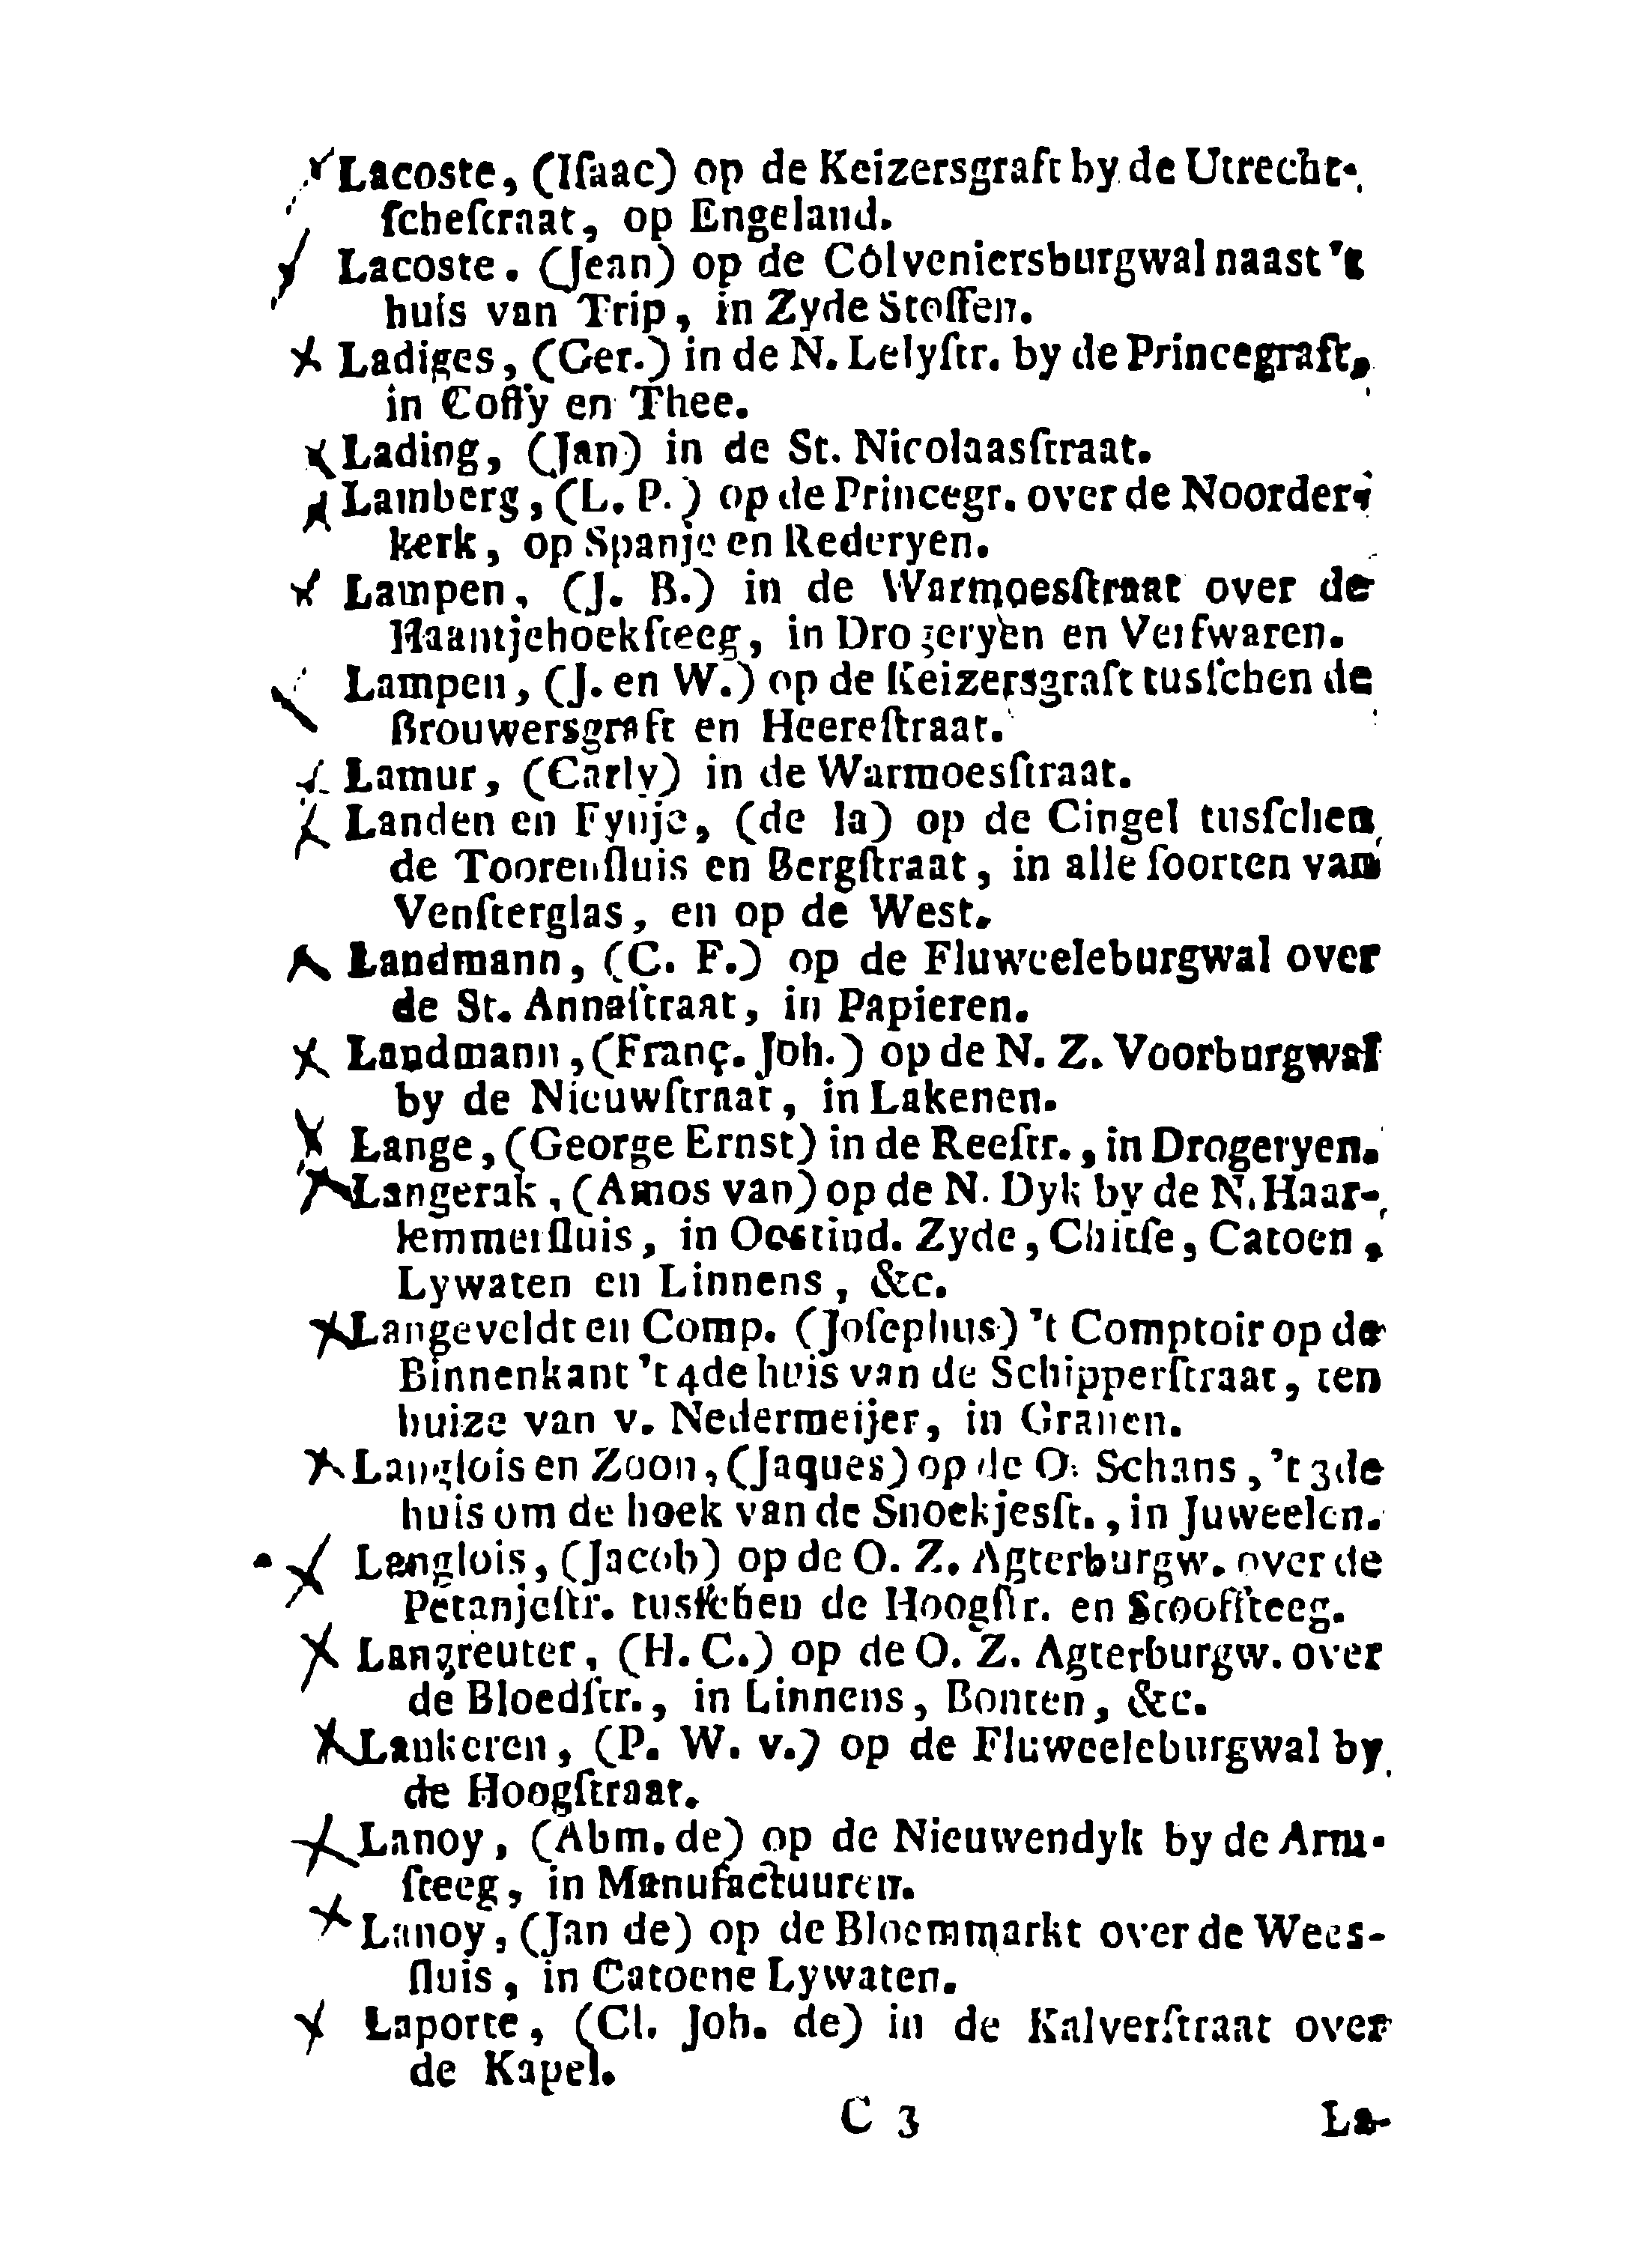 Lacoste, (Iſaac) op de Keizersgraft by de Utrecht-
ſcheſtraat, op Engeland.
Lacoste. (Jean) op de Colveniersburgwal naast 't
huis van Trip, in Zyde Stoffen.
Ladiges, (Ger.) in de N. Lelyſtr. by de Princegraft,
in Coffy en Thee.
Lading, (Jan) in de St. Nicolaasſtraat.
Lamberg, (L. P.) op de Princegr. over de Noorder-
kerk, op Spanje en Rederyen.
Lampen, (J. B.) in de Warmoesſtraat over de
Haantjehoekſteeg, in Drogeryen en Verfwaren.
Lampen, (J. en W.) op de Keizersgraft tusſchen de
Brouwersgraft en Heereſtraat.
Lamur, (Carly) in de Warmoesſtraat.
Landen en Fynje, (de la) op de Cingel tusſchen
de Toorenſluis en Bergſtraat, in alle ſoorten van
Venſterglas, en op de West.
Landmann, (C. F.) op de Fluweeleburgwal over
de St. Annaſtraat, in Papieren.
Landmann, (Franç. Joh.) op de N. Z. Voorburgwal
by de Nieuwſtraat, in Lakenen.
Lange, (George Ernst) in de Reeſtr., in Drogeryen.
Langerak, (Amos van) op de N. Dyk by de N. Haar-
lemmerſluis, in Oostind. Zyde, Chitſe, Catoen,
Lywaten en Linnens, &c.
Langeveldt en Comp. (Joſephus) 't Comptoir op de
Binnenkant 't 4de huis van de Schipperſtraat, ten
huize van v. Nedermeijer, in Granen.
Langlois en Zoon, (Jaques) op de O. Schans, 't 3de
huis om de hoek van de Snoekjesſt., in Juweelen.
Langlois, (Jacob) op de O. Z. Agterburgw. over de
Petanjeſtr. tusſchen de Hoogſtr. en Stoofſteeg.
Langreuter, (H. C.) op de O. Z. Agterburgw. over
de Bloedſtr., in Linnens, Bonten, &c.
Lankeren, (P. W. v.) op de Fluweeleburgwal by
de Hoogſtraat.
Lanoy, (Abm. de) op de Nieuwendyk by de Arm-
ſteeg, in Manufactuuren.
Lanoy, (Jan de) op de Bloemmarkt over de Wees-
ſluis, in Catoene Lywaten.
Laporte, (Cl. Joh. de) in de Kalverſtraat over
de Kapel.
C 3 La-